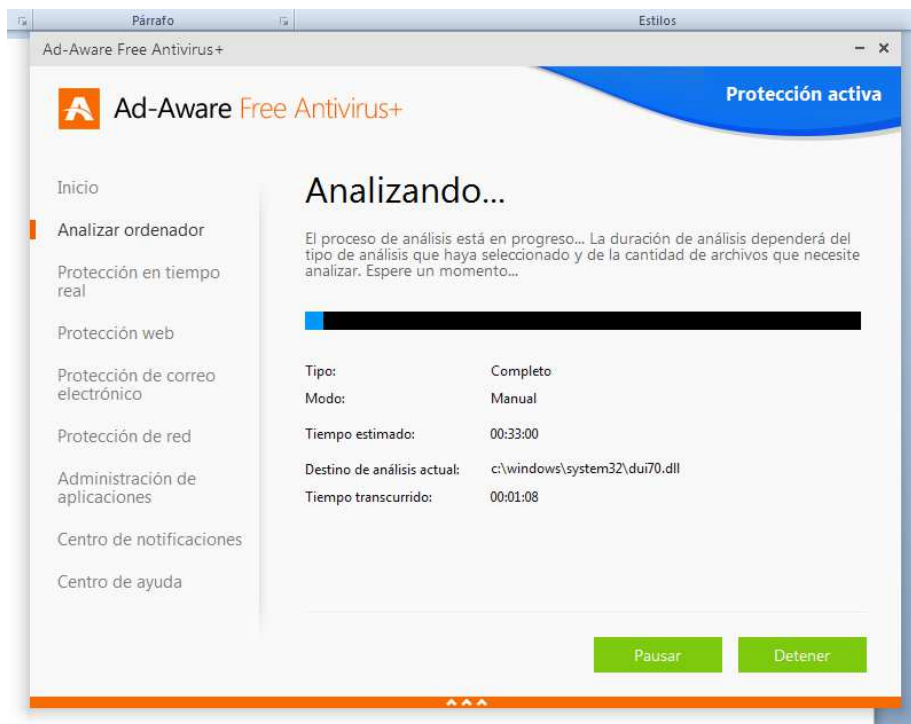 Párrafo
Estilos
Ad-Aware Free Antivirus+
Ad-Aware Free Antivirus+
Protección activa
Inicio
Analizar ordenador
Protección en tiempo
real
Protección web
Protección de correo
electrónico
Protección de red
Administración de
aplicaciones
Centro de notificaciones
Centro de ayuda
Analizando...
El proceso de análisis está en progreso... La duración de análisis dependerá del
tipo de análisis que haya seleccionado y de la cantidad de archivos que necesite
analizar. Espere un momento...
Tipo: Completo
Modo: Manual
Tiempo estimado: 00:33:00
Destino de análisis actual: c:\windows\system32\dui70.dll
Tiempo transcurrido: 00:01:08
Pausar Detener